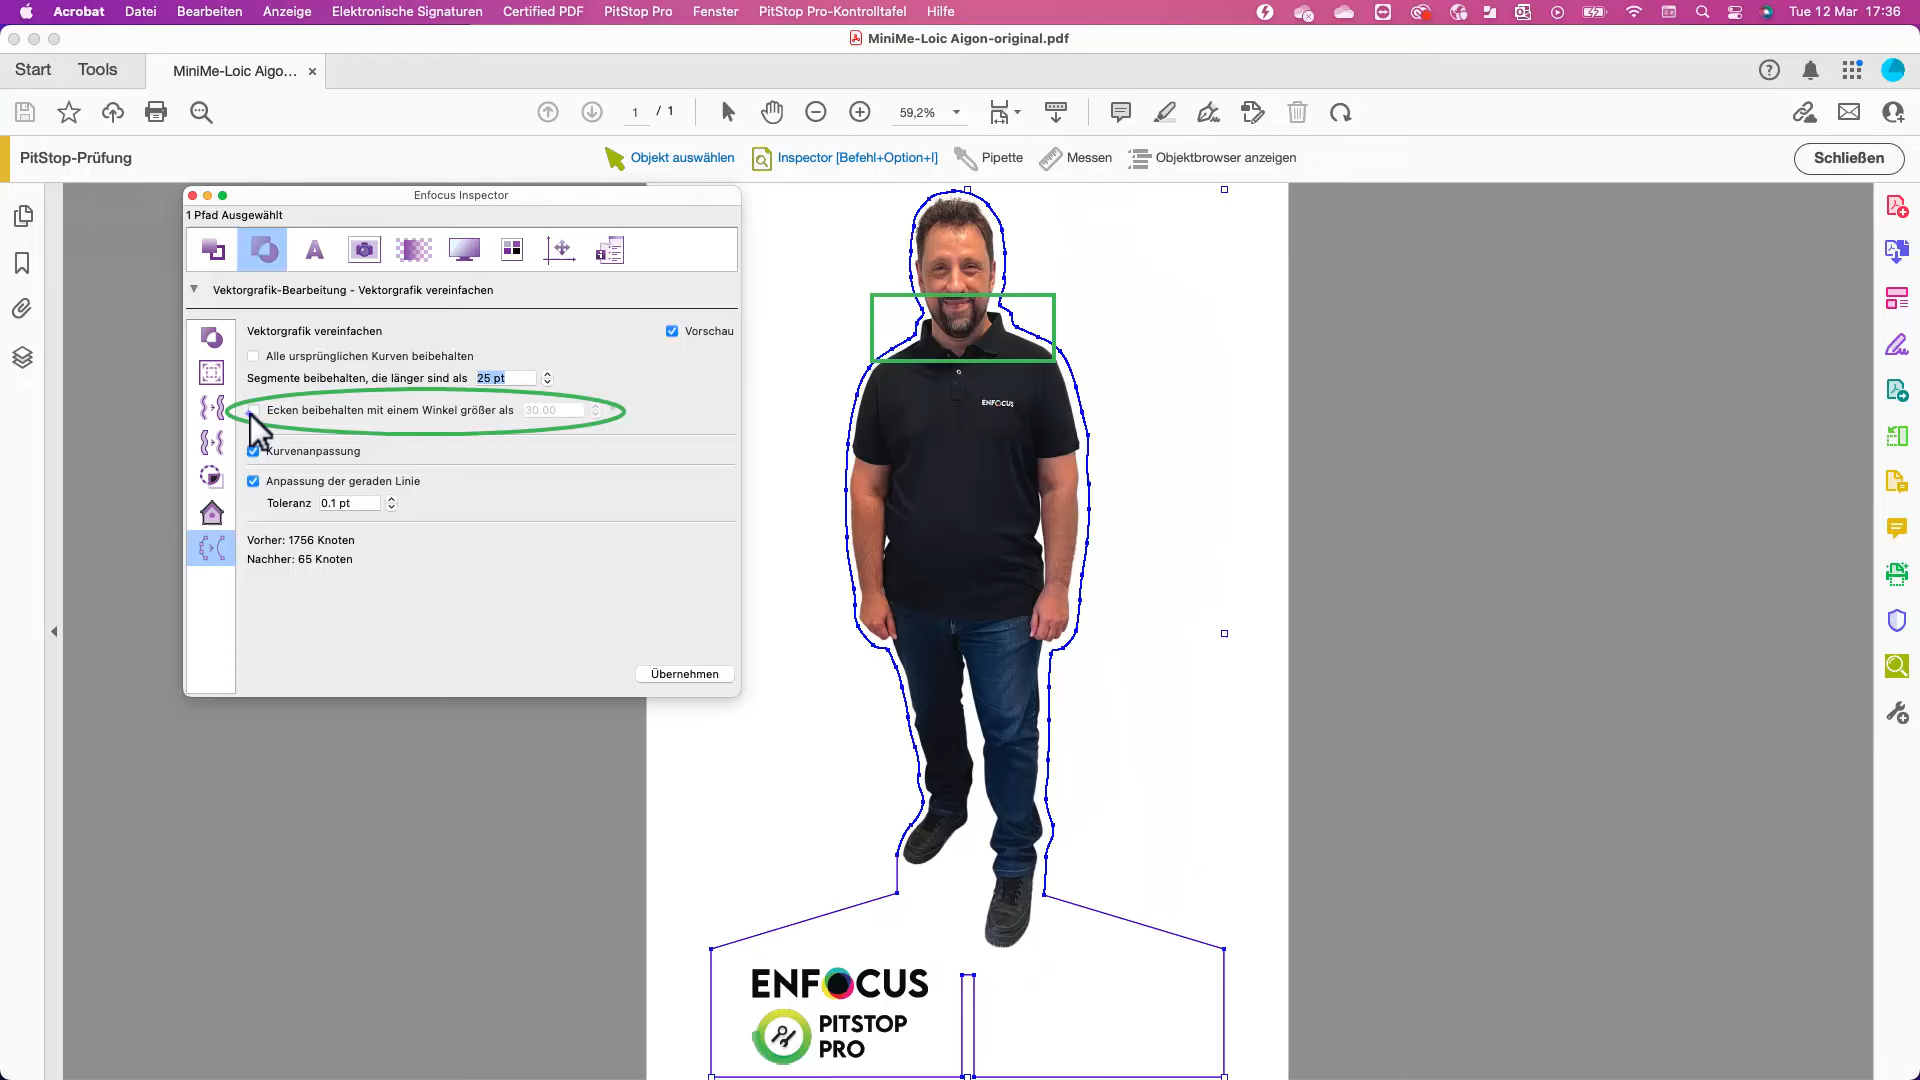 Acrobat Datei Bearbeiten Anzeige Elektronische Signaturen Certified PDF PitStop Pro Fenster PitStop Pro-Kontrolltafel Hilfe Tue 12 Mar 17:36
MiniMe-Loic Aigon-original.pdf
Start Tools MiniMe-Loic Aigo... ×
1 / 1 59,2%
PitStop-Prüfung Objekt auswählen Inspector [Befehl+Option+I] Pipette Messen Objektbrowser anzeigen Schließen
Enfocus Inspector
1 Pfad Ausgewählt
Vektorgrafik-Bearbeitung - Vektorgrafik vereinfachen
Vektorgrafik vereinfachen Vorschau
Alle ursprünglichen Kurven beibehalten
Segmente beibehalten, die länger sind als 25 pt
Ecken beibehalten mit einem Winkel größer als 30.00
Kurvenanpassung
Anpassung der geraden Linie
Toleranz 0.1 pt
Vorher: 1756 Knoten
Nachher: 65 Knoten
Übernehmen
ENFOCUS
ENFOCUS
PITSTOP
PRO